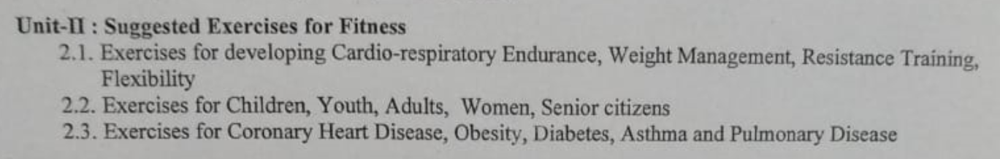 Unit-II : Suggested Exercises for Fitness
2.1. Exercises for developing Cardio-respiratory Endurance, Weight Management, Resistance Training,
Flexibility
2.2. Exercises for Children, Youth, Adults, Women, Senior citizens
2.3. Exercises for Coronary Heart Disease, Obesity, Diabetes, Asthma and Pulmonary Disease